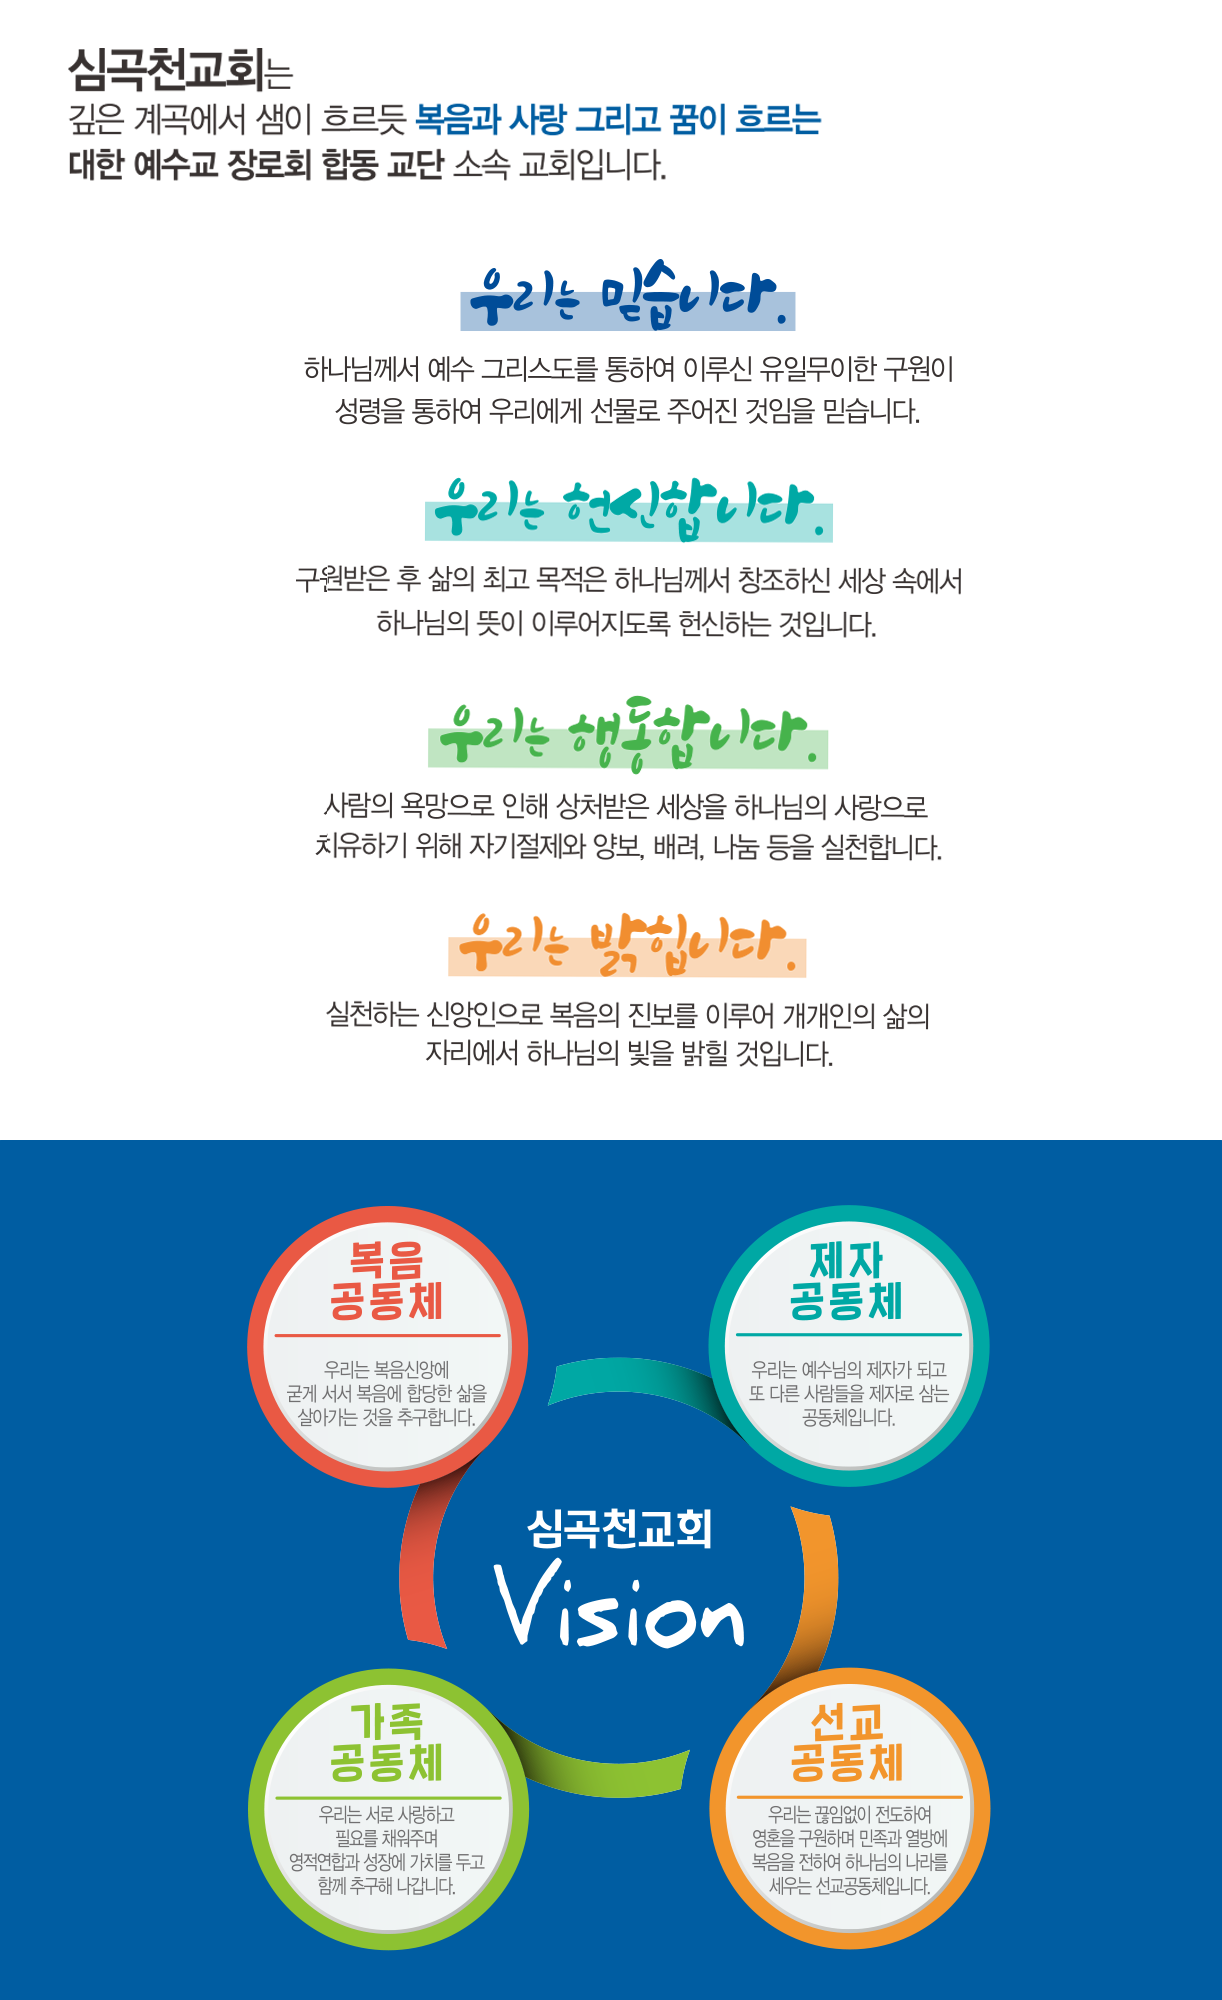 심곡천교회는
깊은 계곡에서 샘이 흐르듯 복음과 사랑 그리고 꿈이 흐르는
대한 예수교 장로회 합동 교단 소속 교회입니다.
우리는 믿습니다.
하나님께서 예수 그리스도를 통하여 이루신 유일무이한 구원이
성령을 통하여 우리에게 선물로 주어진 것임을 믿습니다.
우리는 헌신합니다.
구원받은 후 삶의 최고 목적은 하나님께서 창조하신 세상 속에서
하나님의 뜻이 이루어지도록 헌신하는 것입니다.
우리는 행동합니다.
사람의 욕망으로 인해 상처받은 세상을 하나님의 사랑으로
치유하기 위해 자기절제와 양보, 배려, 나눔 등을 실천합니다.
우리는 밝힙니다.
실천하는 신앙인으로 복음의 진보를 이루어 개개인의 삶의
자리에서 하나님의 빛을 밝힐 것입니다.
복음
공동체
우리는 복음신앙에
굳게 서서 복음에 합당한 삶을
살아가는 것을 추구합니다.
제자
공동체
우리는 예수님의 제자가 되고
또 다른 사람들을 제자로 삼는
공동체입니다.
심곡천교회
Vision
가족
공동체
우리는 서로 사랑하고
필요를 채워주며
영적연합과 성장에 가치를 두고
함께 추구해 나갑니다.
선교
공동체
우리는 끊임없이 전도하여
영혼을 구원하며 민족과 열방에
복음을 전하여 하나님의 나라를
세우는 선교공동체입니다.